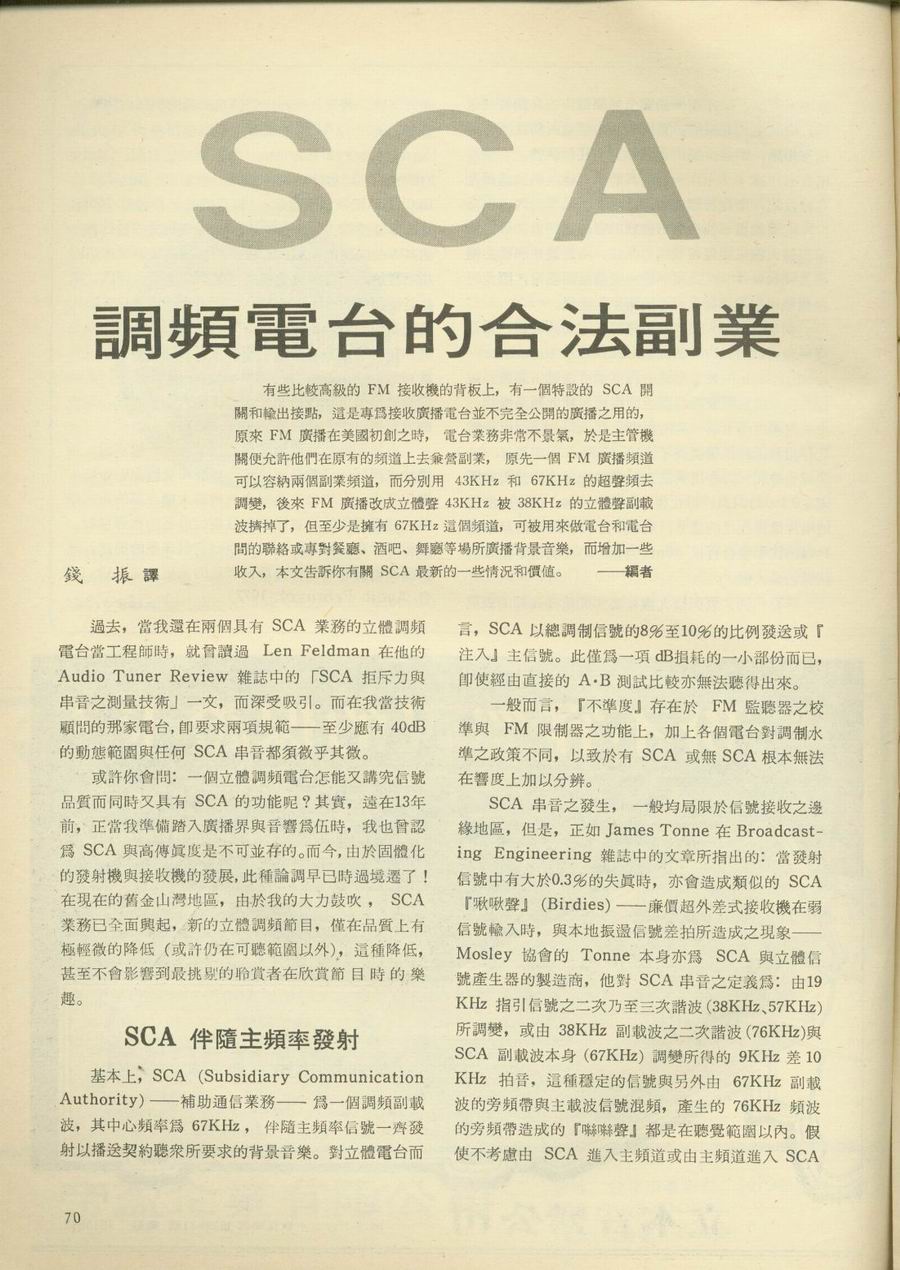 SCA
調頻電台的合法副業
有些比較高級的 FM 接收機的背板上，有一個特設的 SCA 開
關和輸出接點，這是專爲接收廣播電台並不完全公開的廣播之用的，
原來 FM 廣播在美國初創之時， 電台業務非常不景氣，於是主管機
關便允許他們在原有的頻道上去兼營副業， 原先一個 FM 廣播頻道
可以容納兩個副業頻道，而分別用 43KHz 和 67KHz 的超聲頻去
調變，後來 FM 廣播改成立體聲 43KHz 被 38KHz 的立體聲副載
波擠掉了，但至少是擁有 67KHz 這個頻道，可被用來做電台和電台
間的聯絡或專對餐廳、酒吧、舞廳等場所廣播背景音樂，而增加一些
收入，本文告訴你有關 SCA 最新的一些情況和價値。 ——編者
錢 振 譯
過去，當我還在兩個具有 SCA 業務的立體調頻
電台當工程師時，就曾讀過 Len Feldman 在他的
Audio Tuner Review 雜誌中的「SCA 拒斥力與
串音之測量技術」一文，而深受吸引。而在我當技術
顧問的那家電台，卽要求兩項規範——至少應有 40dB
的動態範圍與任何 SCA 串音都須微乎其微。
或許你會問：一個立體調頻電台怎能又講究信號
品質而同時又具有 SCA 的功能呢？其實，遠在13年
前，正當我準備踏入廣播界與音響爲伍時，我也曾認
爲 SCA 與高傳眞度是不可並存的。而今，由於固體化
的發射機與接收機的發展，此種論調早已時過境遷了！
在現在的舊金山灣地區，由於我的大力鼓吹， SCA
業務已全面興起，新的立體調頻節目，僅在品質上有
極輕微的降低（或許仍在可聽範圍以外），這種降低，
甚至不會影響到最挑剔的聆賞者在欣賞節目時的樂
趣。
SCA 伴隨主頻率發射
基本上，SCA (Subsidiary Communication
Authority) ——補助通信業務—— 爲一個調頻副載
波，其中心頻率爲 67KHz， 伴隨主頻率信號一齊發
射以播送契約聽衆所要求的背景音樂。對立體電台而
言，SCA 以總調制信號的8%至10%的比例發送或『
注入』主信號。此僅爲一項 dB損耗的一小部份而已，
卽使經由直接的 A·B 測試比較亦無法聽得出來。
一般而言，『不準度』存在於 FM 監聽器之校
準與 FM 限制器之功能上，加上各個電台對調制水
準之政策不同，以致於有 SCA 或無 SCA 根本無法
在響度上加以分辨。
SCA 串音之發生， 一般均局限於信號接收之邊
緣地區，但是，正如 James Tonne 在 Broadcast-
ing Engineering 雜誌中的文章所指出的：當發射
信號中有大於0.3%的失眞時，亦會造成類似的 SCA
『啾啾聲』 (Birdies) ——廉價超外差式接收機在弱
信號輸入時，與本地振盪信號差拍所造成之現象——
Mosley 協會的 Tonne 本身亦爲 SCA 與立體信
號產生器的製造商，他對 SCA 串音之定義爲：由19
KHz 指引信號之二次乃至三次諧波 (38KHz、57KHz)
所調變，或由 38KHz 副載波之二次諧波 (76KHz)與
SCA 副載波本身 (67KHz) 調變所得的 9KHz 差 10
KHz 拍音，這種穩定的信號與另外由 67KHz 副載
波的旁頻帶與主載波信號混頻，產生的 76KHz 頻波
的旁頻帶造成的『噝噝聲』都是在聽覺範圍以內。假
使不考慮由 SCA 進入主頻道或由主頻道進入 SCA
70